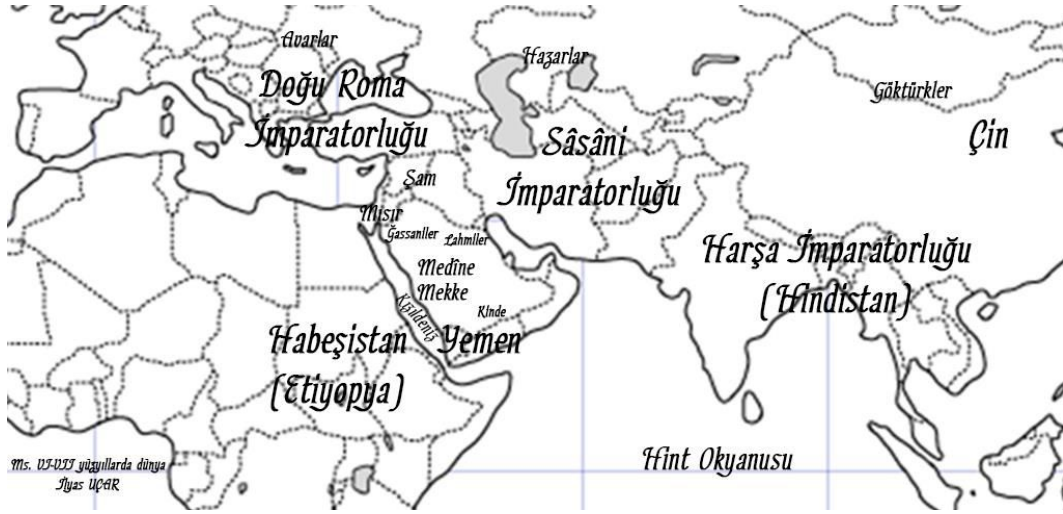 Avarlar
Hazarlar
Doğu Roma
İmparatorluğu
Göktürkler
Çin
Sâsâni
İmparatorluğu
Şam
Mısır
Ğassaniler
Lahmiler
Medîne
Mekke
Kinde
Kızıldeniz
Yemen
Harşa İmparatorluğu
(Hindistan)
Habeşistan
(Etiyopya)
Hint Okyanusu
Ms. VI-VII yüzyıllarda dünya
İlyas UÇAR